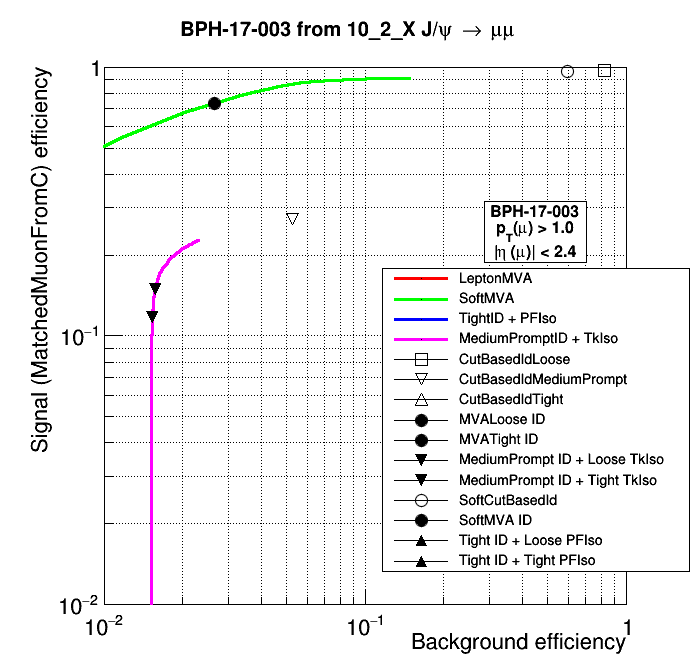 BPH-17-003 from 10_2_X J/ψ → μμ
Signal (MatchedMuonFromC) efficiency
1
10⁻¹
10⁻²
BPH-17-003
p_T(μ) > 1.0
|η (μ)| < 2.4
LeptonMVA
SoftMVA
TightID + PFIso
MediumPromptID + TkIso
CutBasedIdLoose
CutBasedIdMediumPrompt
CutBasedIdTight
MVALoose ID
MVATight ID
MediumPrompt ID + Loose TkIso
MediumPrompt ID + Tight TkIso
SoftCutBasedId
SoftMVA ID
Tight ID + Loose PFIso
Tight ID + Tight PFIso
10⁻² 10⁻¹ 1
Background efficiency